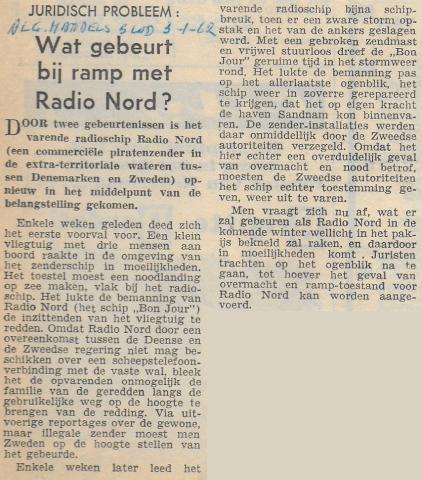 JURIDISCH PROBLEEM:
ALG. HANDELSBLAD 3-1-62
Wat gebeurt
bij ramp met
Radio Nord?
DOOR twee gebeurtenissen is het
varende radioschip Radio Nord
(een commerciële piratenzender in
de extra-territoriale wateren tus-
sen Denemarken en Zweden) op-
nieuw in het middelpunt van de
belangstelling gekomen.
Enkele weken geleden deed zich
het eerste voorval voor. Een klein
vliegtuig met drie mensen aan
boord raakte in de omgeving van
het zenderschip in moeilijkheden.
Het toestel moest een noodlanding
op zee maken, vlak bij het radio-
schip. Het lukte de bemanning van
Radio Nord (het schip „Bon Jour")
de inzittenden van het vliegtuig te
redden. Omdat Radio Nord door een
overeenkomst tussen de Deense en
de Zweedse regering niet mag be-
schikken over een scheepstelefoon-
verbinding met de vaste wal, bleek
het de opvarenden onmogelijk de
familie van de geredden langs de
gebruikelijke weg op de hoogte te
brengen van de redding. Via uit-
voerige reportages over de gewone,
maar illegale zender moest men
Zweden op de hoogte stellen van
het gebeurde.
Enkele weken later leed het
varende radioschip bijna schip-
breuk, toen er een zware storm op-
stak en het van de ankers geslagen
werd. Met een gebroken zendmast
en vrijwel stuurloos dreef de „Bon
Jour" geruime tijd in het stormweer
rond. Het lukte de bemanning pas
op het allerlaatste ogenblik, het
schip weer in zoverre gerepareerd
te krijgen, dat het op eigen kracht
de haven Sandnam kon binnenva-
ren. De zender-installaties werden
daar onmiddellijk door de Zweedse
autoriteiten verzegeld. Omdat het
hier echter een overduidelijk geval
van overmacht en nood betrof,
moesten de Zweedse autoriteiten
het schip echter toestemming ge-
ven, weer uit te varen.
Men vraagt zich nu af, wat er
zal gebeuren als Radio Nord in de
komende winter wellicht in het pak-
ijs bekneld zal raken, en daardoor
in moeilijkheden komt. Juristen
trachten op het ogenblik na te
gaan, tot hoever het geval van
overmacht en ramp-toestand voor
Radio Nord kan worden aange-
voerd.